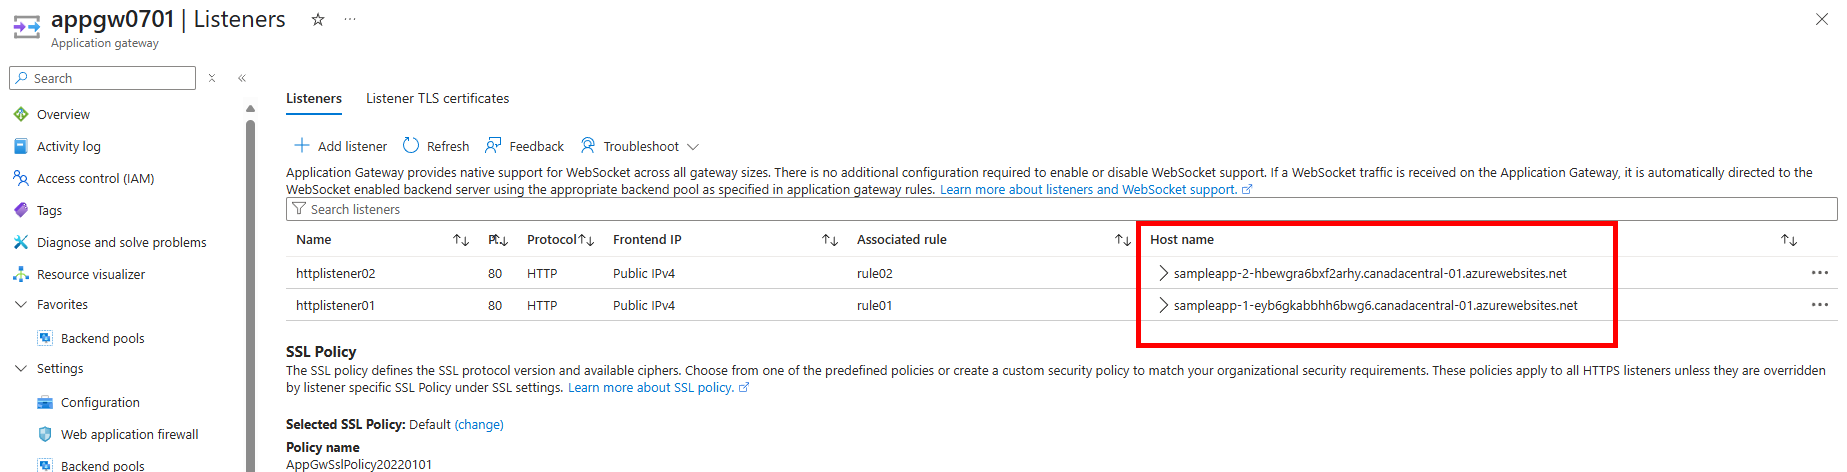 appgw0701 | Listeners
Application gateway
Search
Overview
Activity log
Access control (IAM)
Tags
Diagnose and solve problems
Resource visualizer
Favorites
Backend pools
Settings
Configuration
Web application firewall
Backend pools
Listeners Listener TLS certificates
Add listener Refresh Feedback Troubleshoot
Application Gateway provides native support for WebSocket across all gateway sizes. There is no additional configuration required to enable or disable WebSocket support. If a WebSocket traffic is received on the Application Gateway, it is automatically directed to the
WebSocket enabled backend server using the appropriate backend pool as specified in application gateway rules. Learn more about listeners and WebSocket support.
Search listeners
Name P. Protocol Frontend IP Associated rule Host name
httplistener02 80 HTTP Public IPv4 rule02 sampleapp-2-hbewgra6bxf2arhy.canadacentral-01.azurewebsites.net
httplistener01 80 HTTP Public IPv4 rule01 sampleapp-1-eyb6gkabbhh6bwg6.canadacentral-01.azurewebsites.net
SSL Policy
The SSL policy defines the SSL protocol version and available ciphers. Choose from one of the predefined policies or create a custom security policy to match your organizational security requirements. These policies apply to all HTTPS listeners unless they are overridden
by listener specific SSL Policy under SSL settings. Learn more about SSL policy.
Selected SSL Policy: Default (change)
Policy name
AppGwSslPolicy20220101